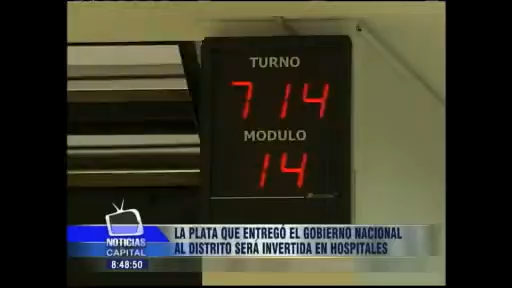 TURNO
714
MODULO
14
LA PLATA QUE ENTREGÓ EL GOBIERNO NACIONAL
AL DISTRITO SERÁ INVERTIDA EN HOSPITALES
NOTICIAS
CAPITAL
8:48:50